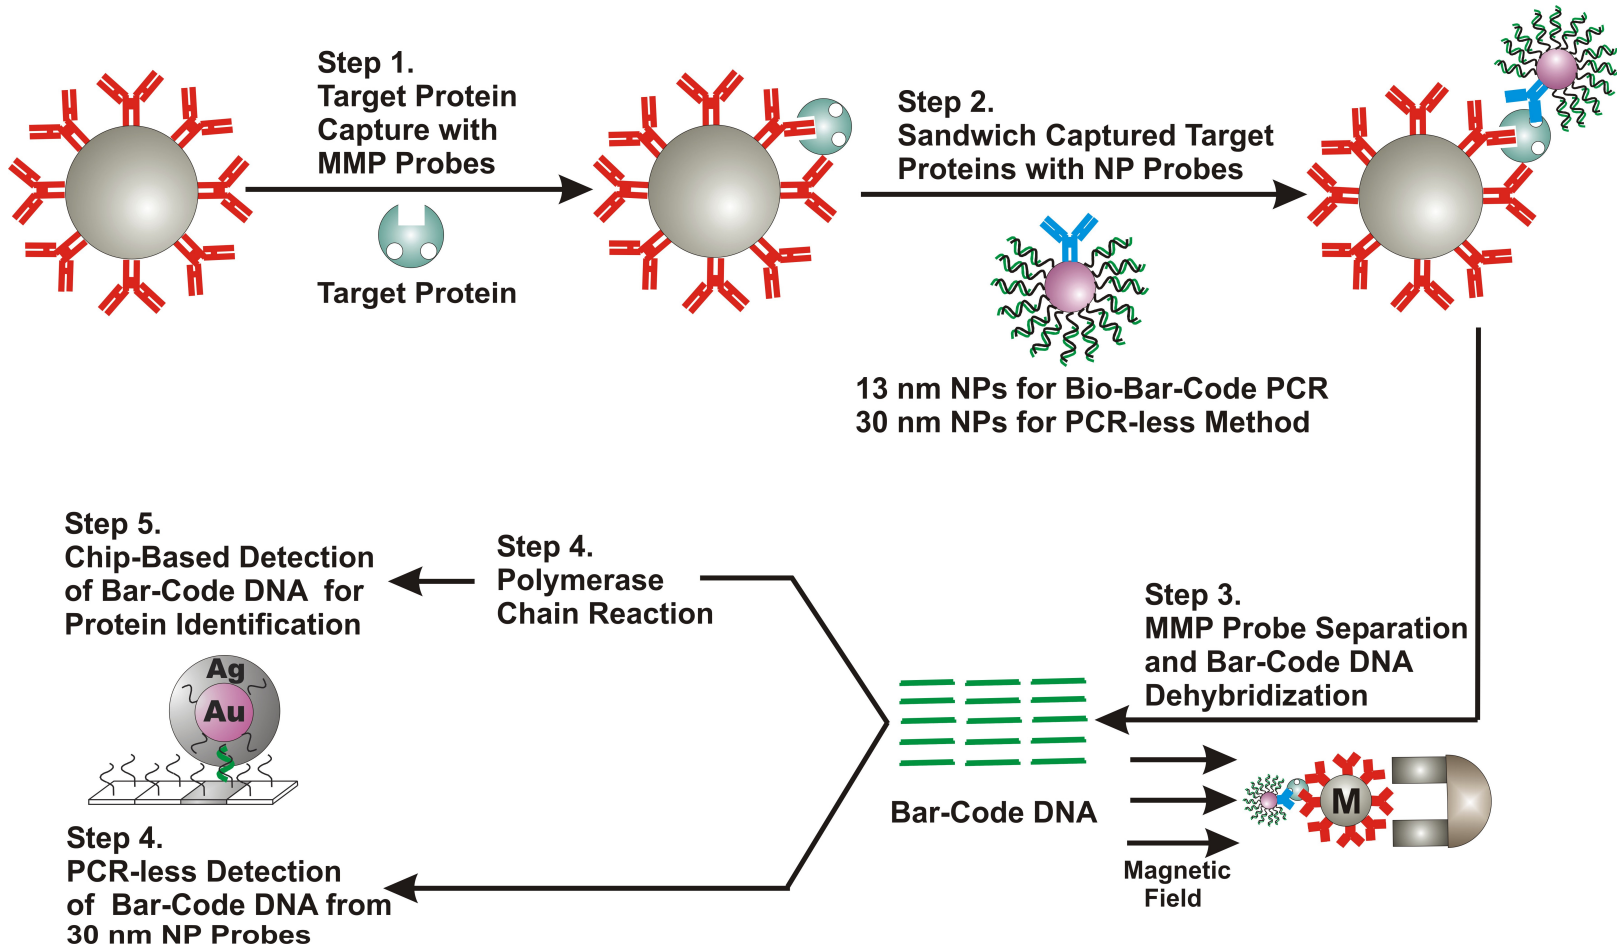 Step 1.
Target Protein
Capture with
MMP Probes
Target Protein
Step 2.
Sandwich Captured Target
Proteins with NP Probes
13 nm NPs for Bio-Bar-Code PCR
30 nm NPs for PCR-less Method
Step 3.
MMP Probe Separation
and Bar-Code DNA
Dehybridization
M
Magnetic
Field
Bar-Code DNA
Step 4.
Polymerase
Chain Reaction
Step 5.
Chip-Based Detection
of Bar-Code DNA for
Protein Identification
Ag
Au
Step 4.
PCR-less Detection
of Bar-Code DNA from
30 nm NP Probes